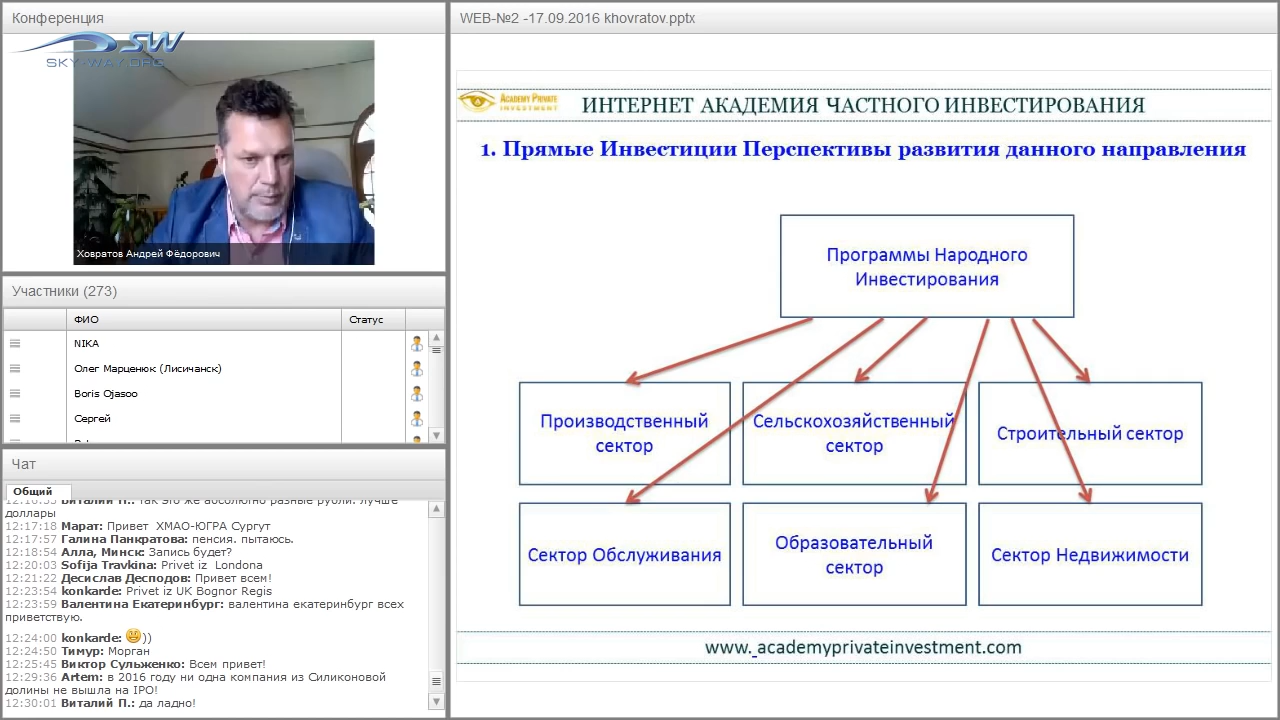 Конференция
SW
SKY-WAY.ORG
Ховратов Андрей Фёдорович
Участники (273)
ФИО Статус
NIKA
Олег Марценюк (Лисичанск)
Boris Ojasoo
Сергей
Чат
Общий
12:16:53 Виталий П.: так это же абсолютно разные рубли. Лучше
доллары
12:17:18 Марат: Привет ХМАО-ЮГРА Сургут
12:17:57 Галина Панкратова: пенсия. пытаюсь.
12:18:54 Алла, Минск: Запись будет?
12:20:03 Sofija Travkina: Privet iz Londona
12:21:22 Десислав Десподов: Привет всем!
12:23:54 konkarde: Privet iz UK Bognor Regis
12:23:59 Валентина Екатеринбург: валентина екатеринбург всех
приветствую.
12:24:00 konkarde: ))
12:24:50 Тимур: Морган
12:25:45 Виктор Сульженко: Всем привет!
12:29:36 Artem: в 2016 году ни одна компания из Силиконовой
долины не вышла на IPO!
12:30:01 Виталий П.: да ладно!
WEB-№2 -17.09.2016 khovratov.pptx
ACADEMY PRIVATE
INVESTMENT
ИНТЕРНЕТ АКАДЕМИЯ ЧАСТНОГО ИНВЕСТИРОВАНИЯ
1. Прямые Инвестиции Перспективы развития данного направления
Программы Народного
Инвестирования
Производственный
сектор
Сельскохозяйственный
сектор
Строительный сектор
Сектор Обслуживания
Образовательный
сектор
Сектор Недвижимости
www._academyprivateinvestment.com